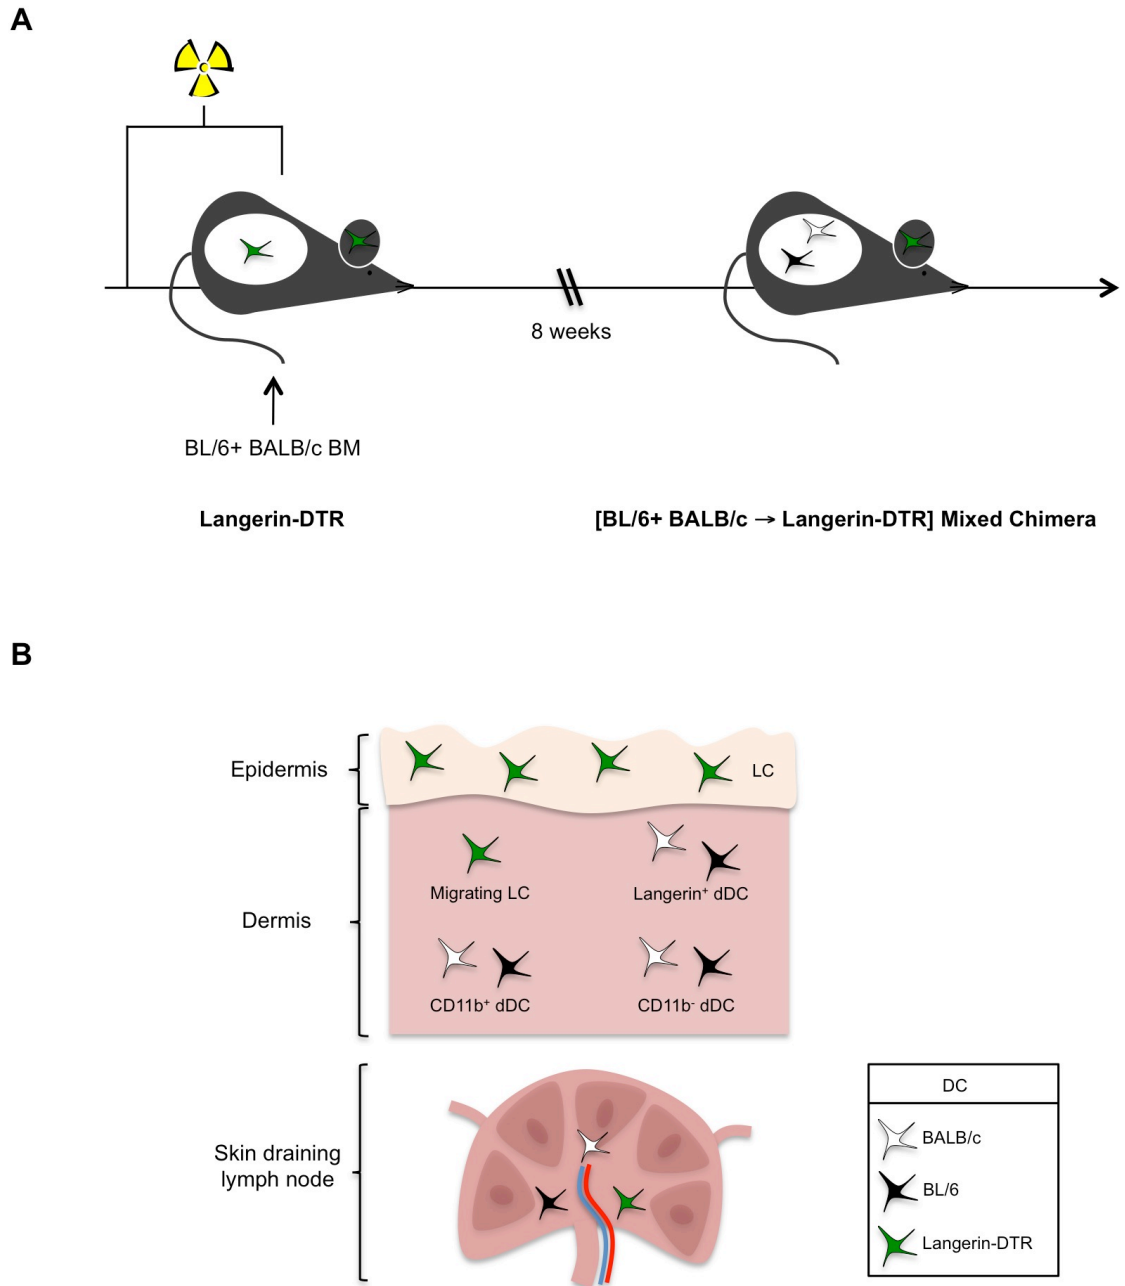 A
8 weeks
BL/6+ BALB/c BM
Langerin-DTR
[BL/6+ BALB/c → Langerin-DTR] Mixed Chimera
B
Epidermis
LC
Dermis
Migrating LC
Langerin⁺ dDC
CD11b⁺ dDC
CD11b⁻ dDC
Skin draining
lymph node
DC
BALB/c
BL/6
Langerin-DTR